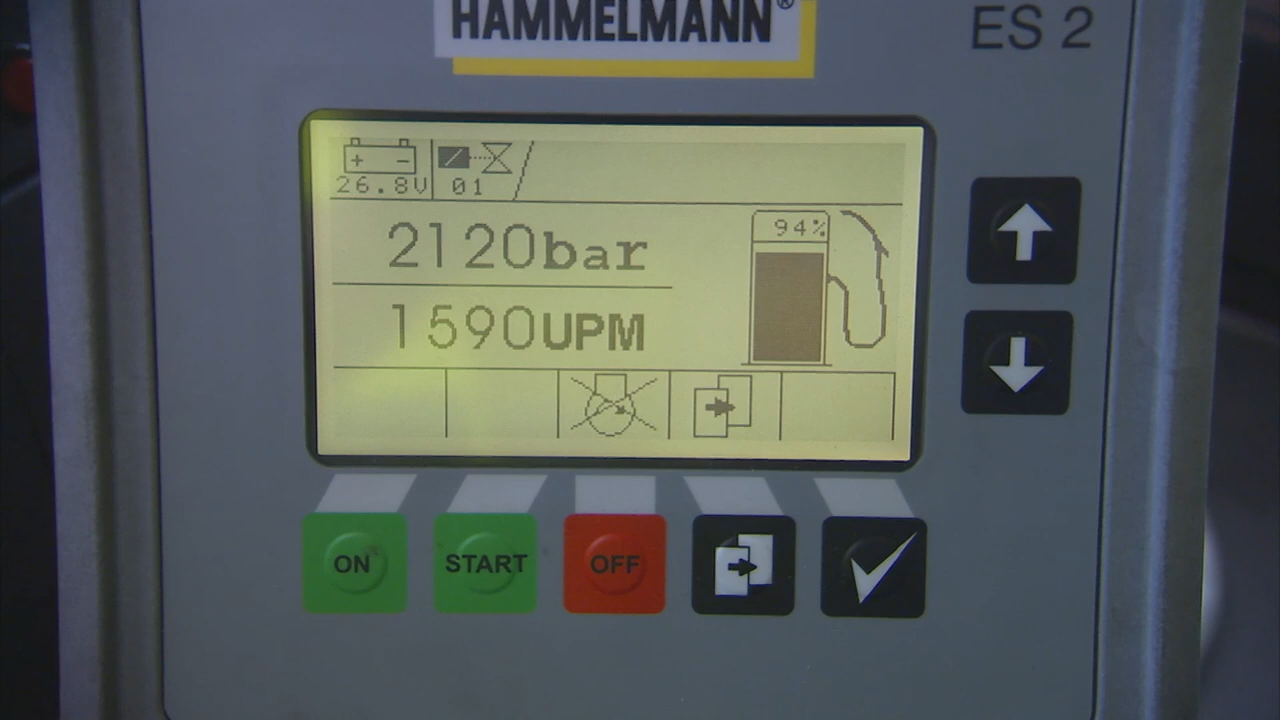 HAMMELMANN®
ES 2
26.8V
01
2120bar
94%
1590UPM
ON
START
OFF